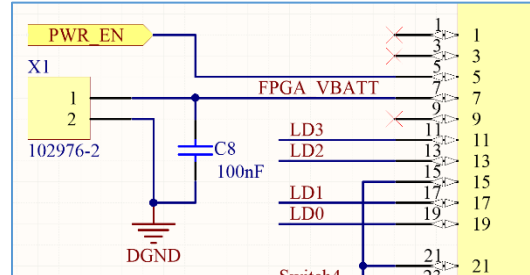 PWR_EN
1 1
3 3
5 5
X1
FPGA_VBATT
1 7 7
2 9 9
LD3 11 11
102976-2 C8 LD2 13 13
100nF 15 15
LD1 17 17
LD0 19 19
DGND
21 21
Switch4